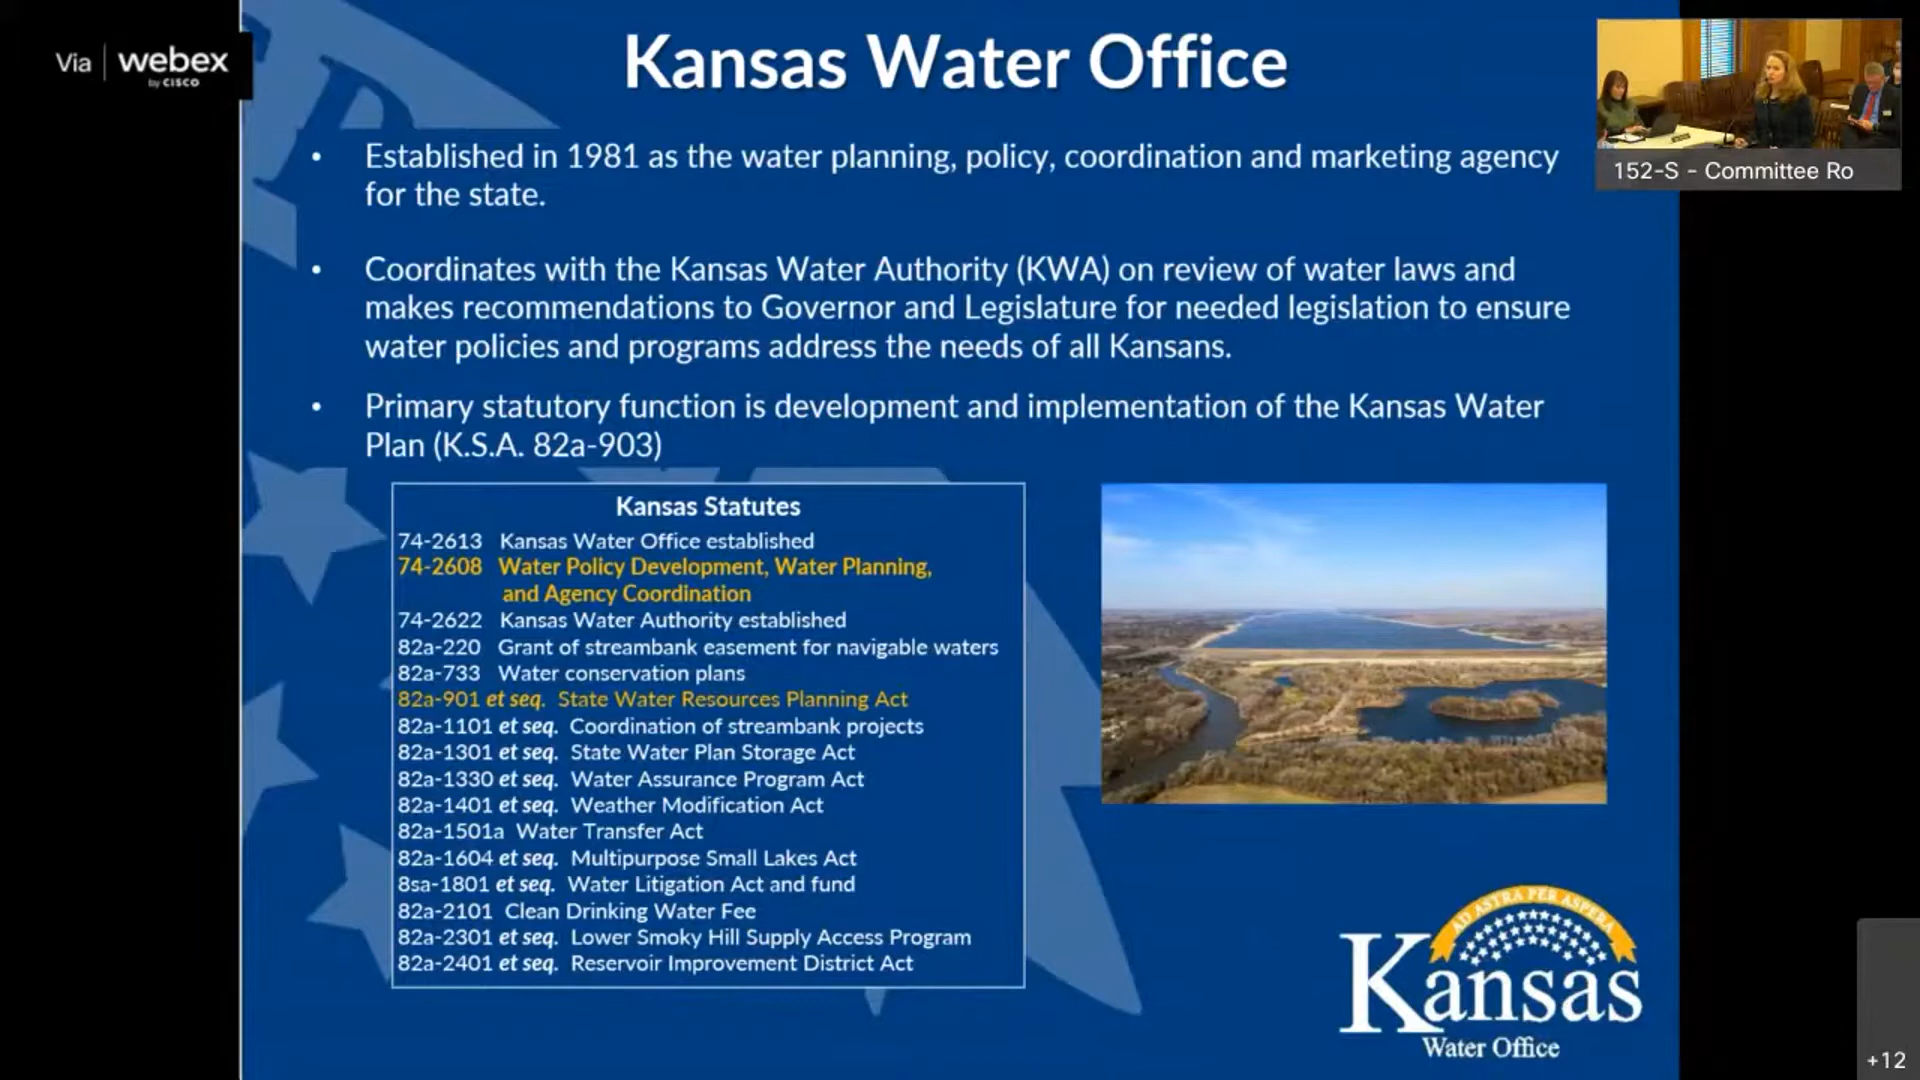 Via webex
by CISCO
Kansas Water Office
152-S - Committee Ro
• Established in 1981 as the water planning, policy, coordination and marketing agency
for the state.
• Coordinates with the Kansas Water Authority (KWA) on review of water laws and
makes recommendations to Governor and Legislature for needed legislation to ensure
water policies and programs address the needs of all Kansans.
• Primary statutory function is development and implementation of the Kansas Water
Plan (K.S.A. 82a-903)
Kansas Statutes
74-2613 Kansas Water Office established
74-2608 Water Policy Development, Water Planning,
and Agency Coordination
74-2622 Kansas Water Authority established
82a-220 Grant of streambank easement for navigable waters
82a-733 Water conservation plans
82a-901 et seq. State Water Resources Planning Act
82a-1101 et seq. Coordination of streambank projects
82a-1301 et seq. State Water Plan Storage Act
82a-1330 et seq. Water Assurance Program Act
82a-1401 et seq. Weather Modification Act
82a-1501a Water Transfer Act
82a-1604 et seq. Multipurpose Small Lakes Act
8sa-1801 et seq. Water Litigation Act and fund
82a-2101 Clean Drinking Water Fee
82a-2301 et seq. Lower Smoky Hill Supply Access Program
82a-2401 et seq. Reservoir Improvement District Act
AD ASTRA PER ASPERA
Kansas
Water Office
+12